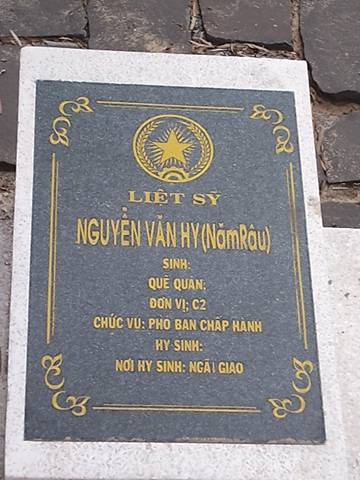 LIỆT SỸ
NGUYỄN VĂN HY (NămRâu)
SINH:
QUÊ QUÁN:
ĐƠN VỊ; C2
CHỨC VỤ: PHÓ BAN CHẤP HÀNH
HY SINH:
NƠI HY SINH: NGÃI GIAO